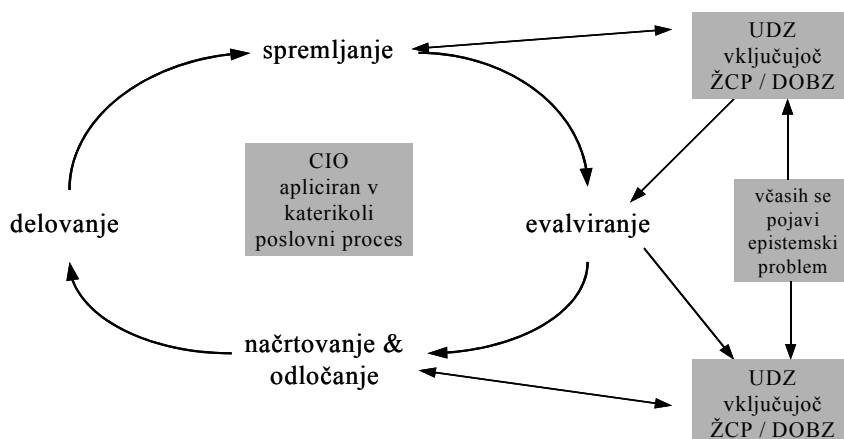 spremljanje
UDZ
vključujoč
ŽCP / DOBZ
CIO
apliciran v
katerikoli
poslovni proces
delovanje
evalviranje
včasih se
pojavi
epistemski
problem
načrtovanje &
odločanje
UDZ
vključujoč
ŽCP / DOBZ